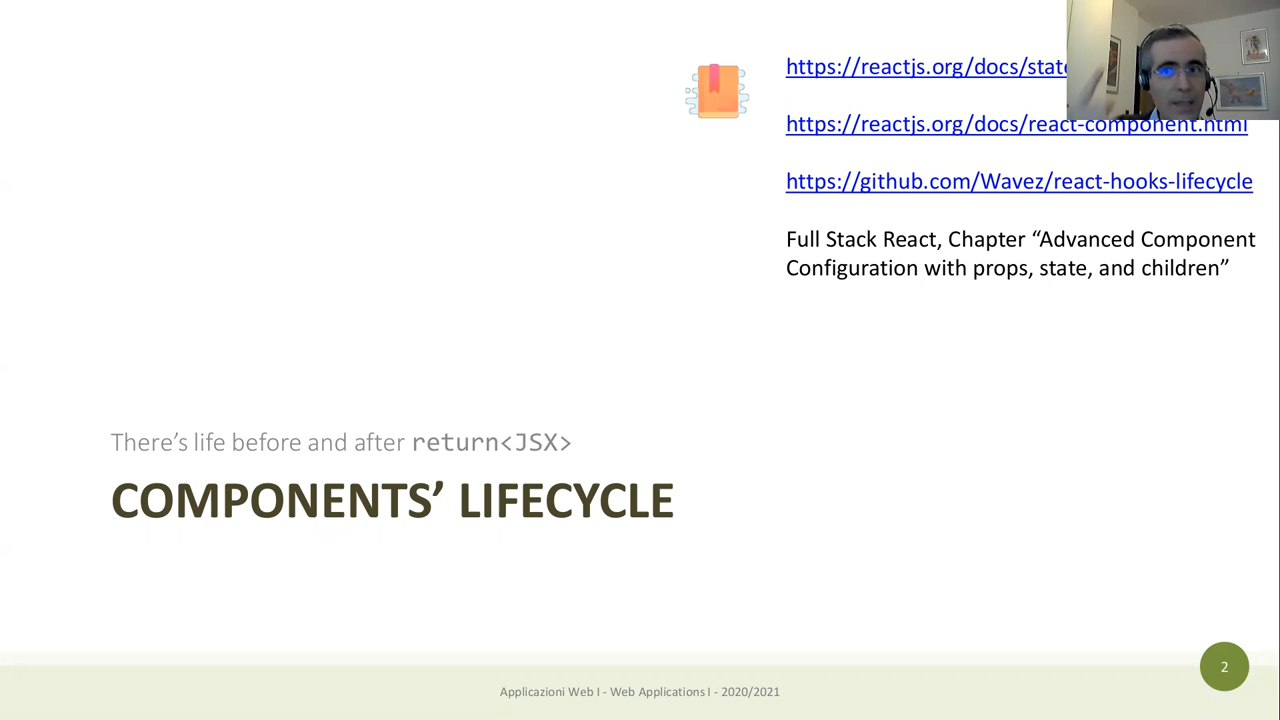 https://reactjs.org/docs/state
https://reactjs.org/docs/react-component.html
https://github.com/Wavez/react-hooks-lifecycle
Full Stack React, Chapter “Advanced Component
Configuration with props, state, and children”
There’s life before and after return<JSX>
COMPONENTS’ LIFECYCLE
2
Applicazioni Web I - Web Applications I - 2020/2021